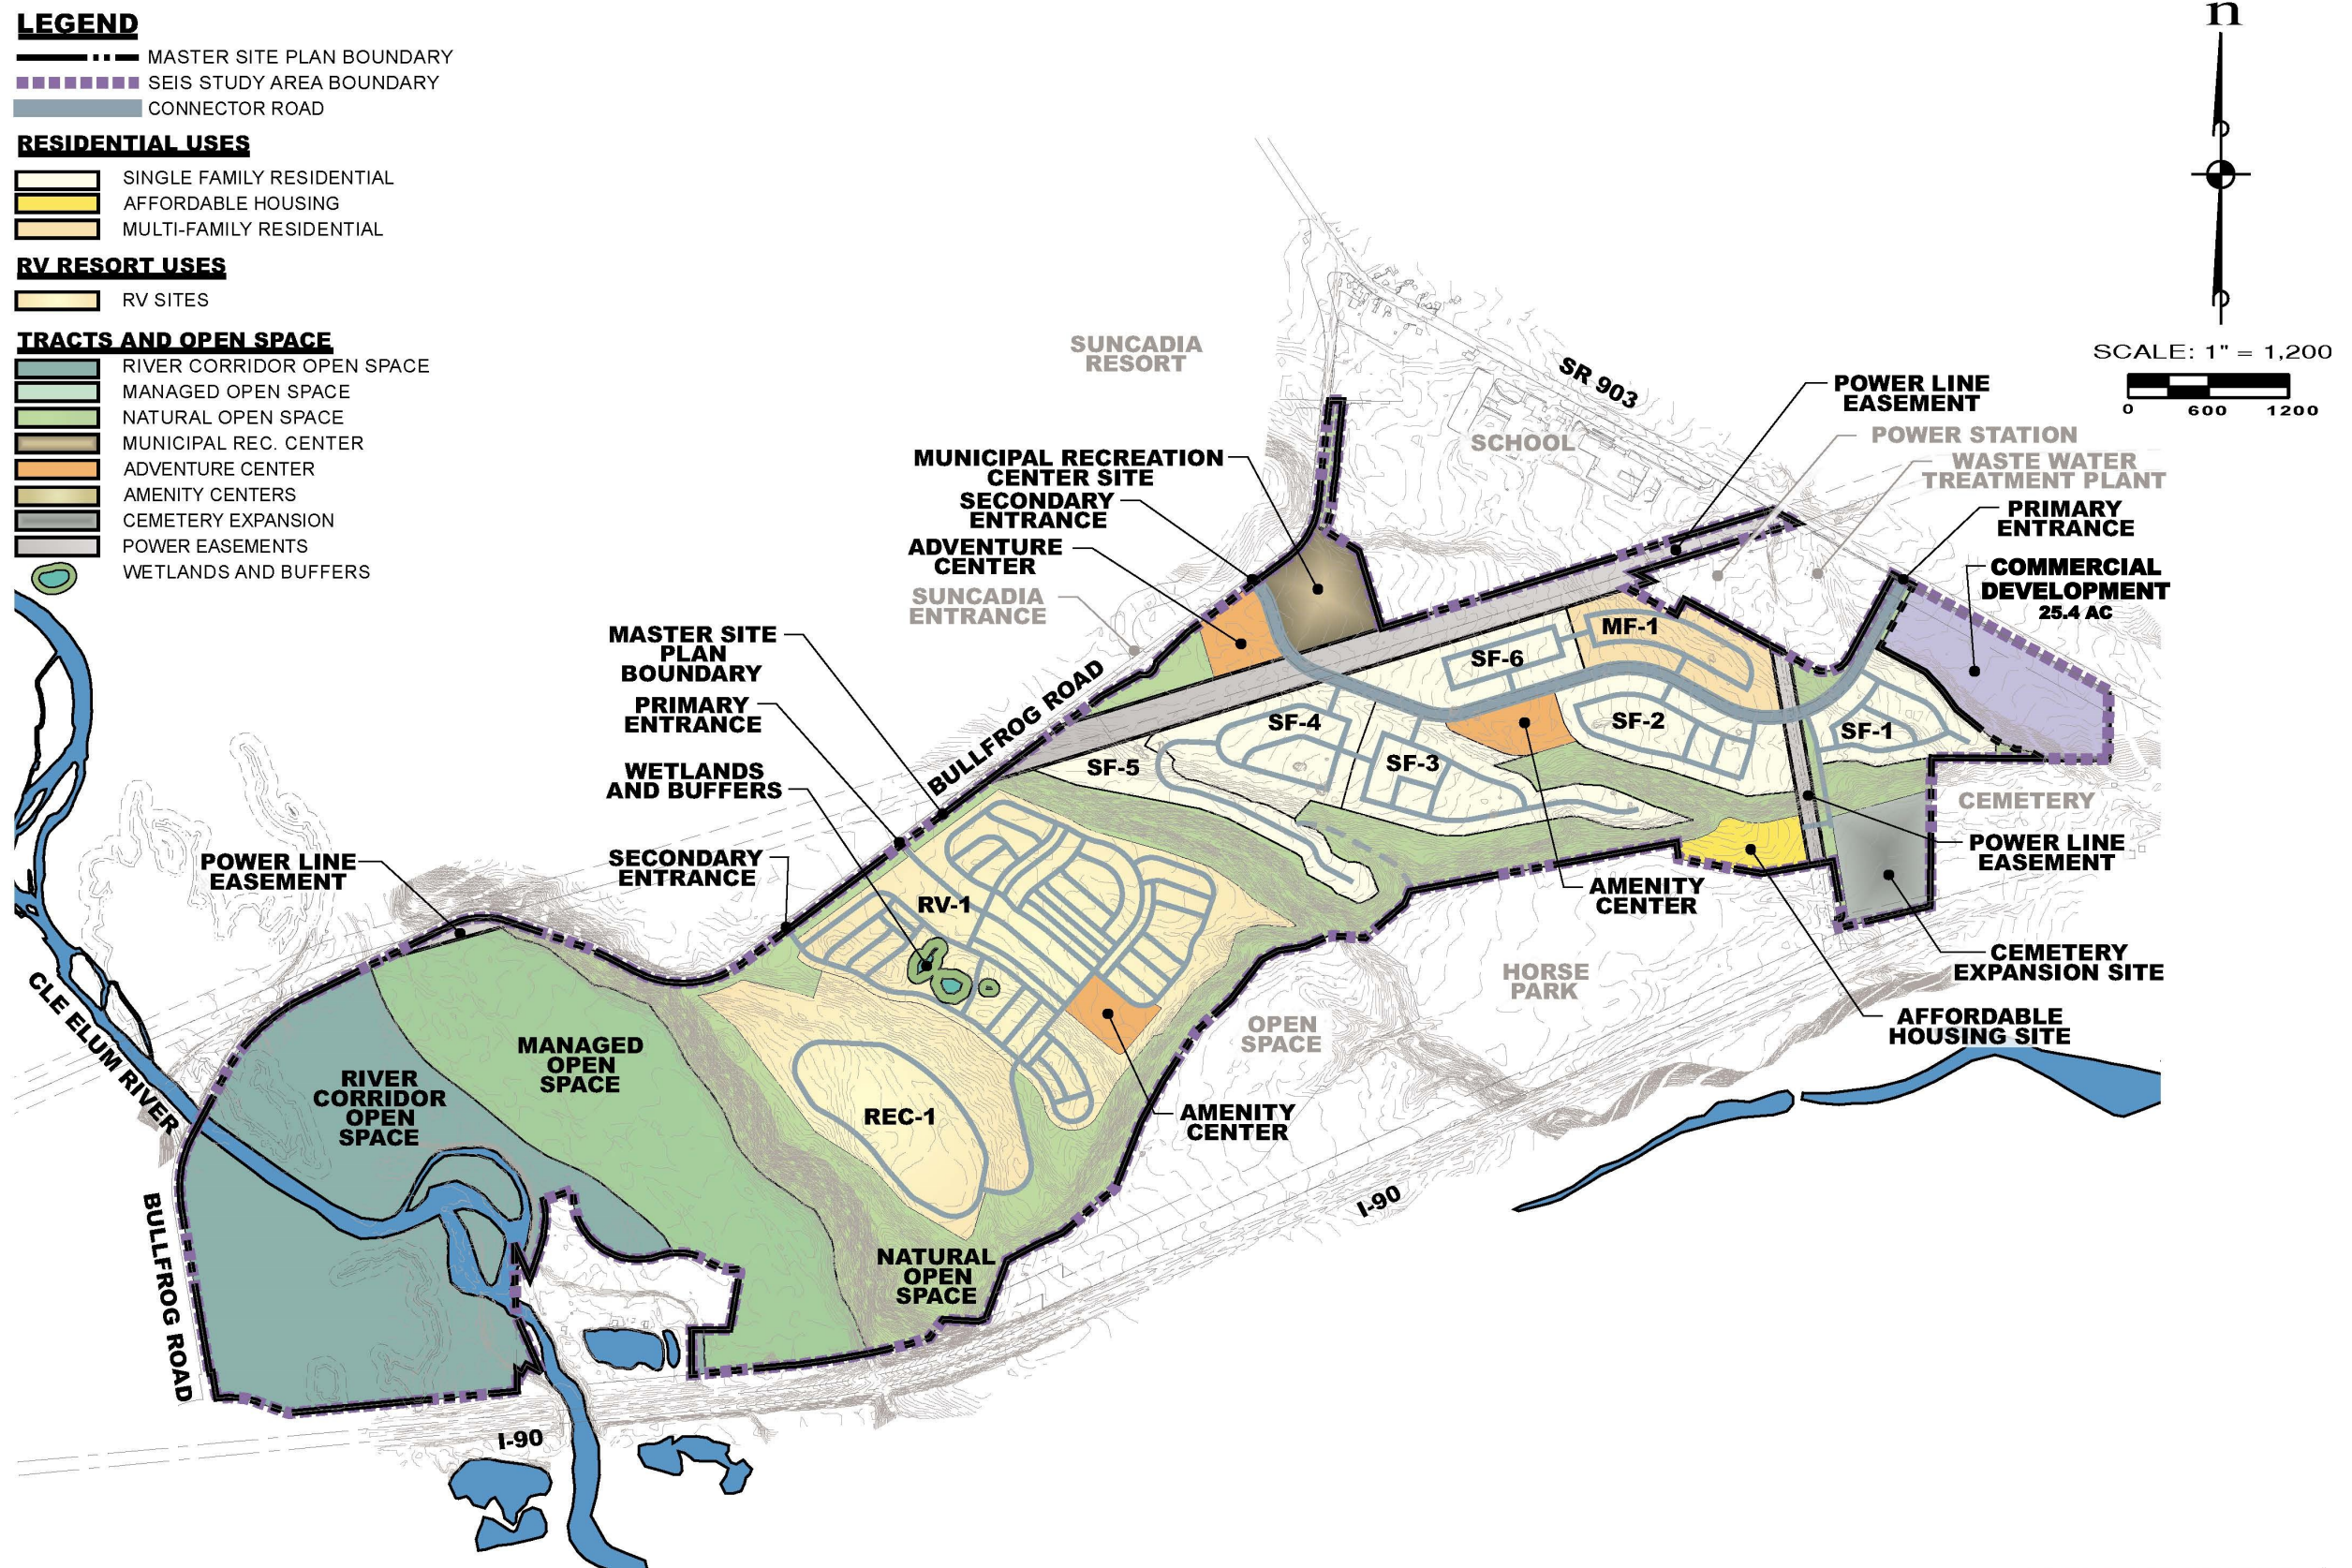 LEGEND
MASTER SITE PLAN BOUNDARY
SEIS STUDY AREA BOUNDARY
CONNECTOR ROAD
RESIDENTIAL USES
SINGLE FAMILY RESIDENTIAL
AFFORDABLE HOUSING
MULTI-FAMILY RESIDENTIAL
RV RESORT USES
RV SITES
TRACTS AND OPEN SPACE
RIVER CORRIDOR OPEN SPACE
MANAGED OPEN SPACE
NATURAL OPEN SPACE
MUNICIPAL REC. CENTER
ADVENTURE CENTER
AMENITY CENTERS
CEMETERY EXPANSION
POWER EASEMENTS
WETLANDS AND BUFFERS
n
SCALE: 1" = 1,200
0 600 1200
SUNCADIA
RESORT
SR 903
SCHOOL
POWER LINE
EASEMENT
POWER STATION
WASTE WATER
TREATMENT PLANT
PRIMARY
ENTRANCE
COMMERCIAL
DEVELOPMENT
25.4 AC
MUNICIPAL RECREATION
CENTER SITE
SECONDARY
ENTRANCE
ADVENTURE
CENTER
SUNCADIA
ENTRANCE
MASTER SITE
PLAN
BOUNDARY
PRIMARY
ENTRANCE
WETLANDS
AND BUFFERS
SECONDARY
ENTRANCE
POWER LINE
EASEMENT
BULLFROG ROAD
MF-1
SF-6
SF-4
SF-2
SF-1
SF-5
SF-3
CEMETERY
POWER LINE
EASEMENT
AMENITY
CENTER
RV-1
CEMETERY
EXPANSION SITE
HORSE
PARK
AFFORDABLE
HOUSING SITE
OPEN
SPACE
CLE ELUM RIVER
MANAGED
OPEN
SPACE
RIVER
CORRIDOR
OPEN
SPACE
REC-1
AMENITY
CENTER
I-90
BULLFROG ROAD
NATURAL
OPEN
SPACE
I-90